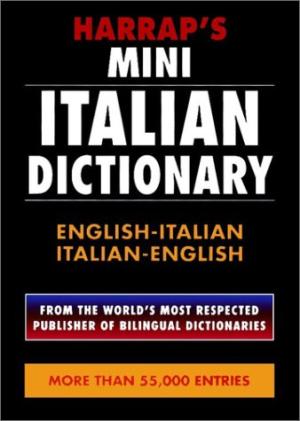 HARRAP'S
MINI
ITALIAN
DICTIONARY
ENGLISH-ITALIAN
ITALIAN-ENGLISH
FROM THE WORLD'S MOST RESPECTED
PUBLISHER OF BILINGUAL DICTIONARIES
MORE THAN 55,000 ENTRIES